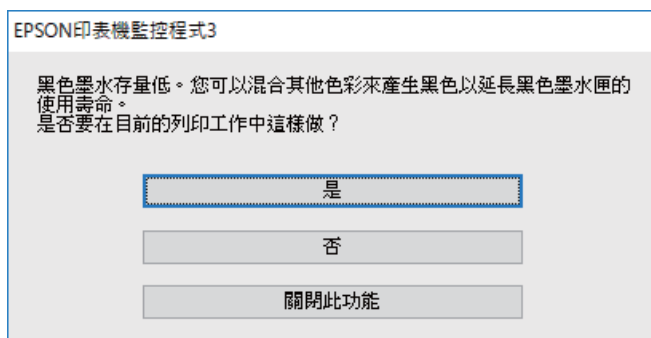 EPSON印表機監控程式3
黑色墨水存量低。您可以混合其他色彩來產生黑色以延長黑色墨水匣的
使用壽命。
是否要在目前的列印工作中這樣做？
是
否
關閉此功能